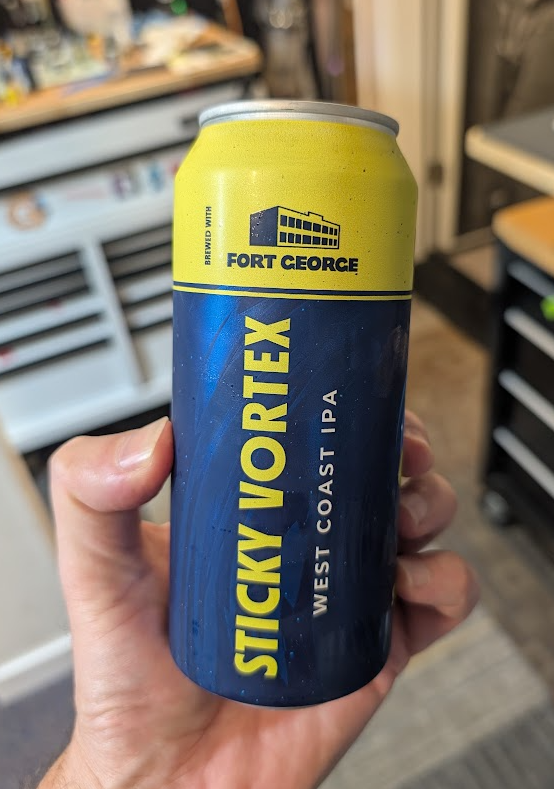 BREWED WITH
FORT GEORGE
STICKY VORTEX
WEST COAST IPA